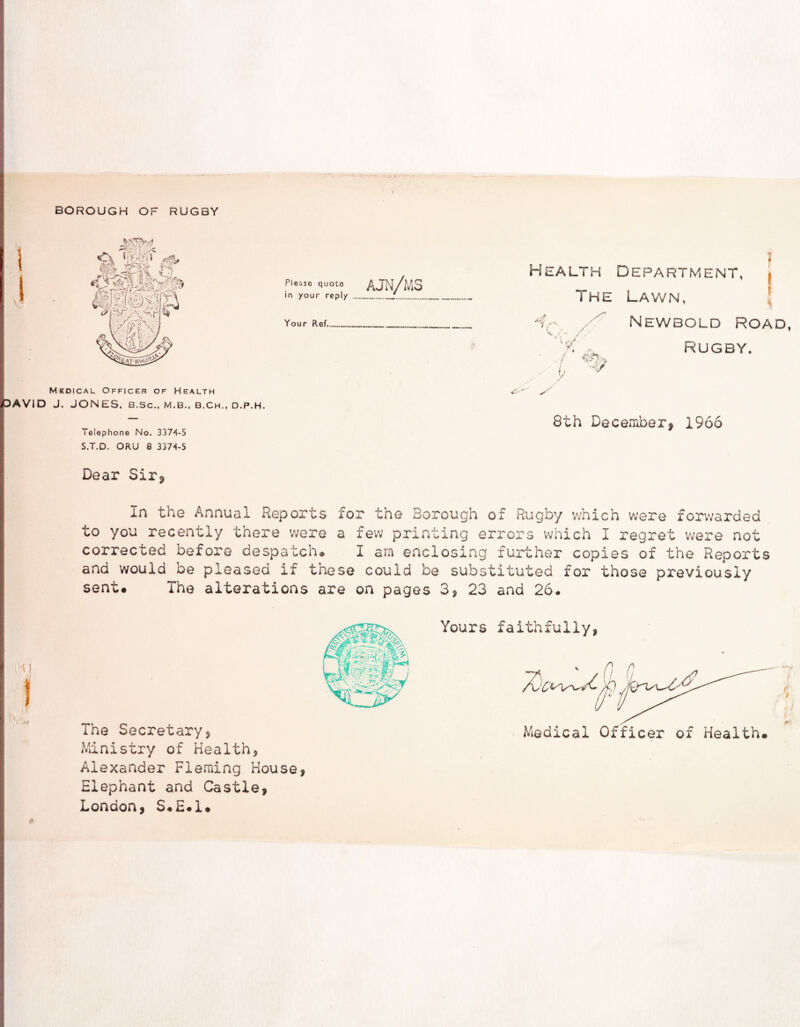 BOROUGH OF RUGBY
FLOREAT RUGBEIA
Please quote in your reply AJN/MS
Your Ref.
HEALTH DEPARTMENT,
THE LAWN,
NEWBOLD ROAD,
RUGBY.
MEDICAL OFFICER OF HEALTH
DAVID J. JONES, B.SC., M.B., B.CH., D.P.H.
Telephone No. 3374-5
S.T.D. ORU 8 3374-5
8th December, 1966
Dear Sir,
In the Annual Reports for the Borough of Rugby which were forwarded
to you recently there were a few printing errors which I regret were not
corrected before despatch. I am enclosing further copies of the Reports
and would be pleased if these could be substituted for those previously
sent. The alterations are on pages 3, 23 and 26.
Yours faithfully,
BRITISH MUSEUM
David J. Jones
Medical Officer of Health.
The Secretary,
Ministry of Health,
Alexander Fleming House,
Elephant and Castle,
London, S.E.1.